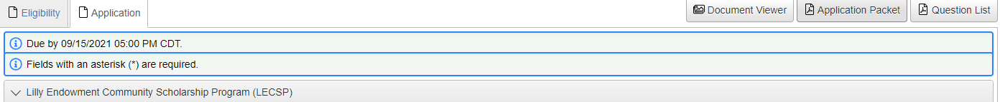 Eligibility Application Document Viewer Application Packet Question List
Due by 09/15/2021 05:00 PM CDT.
Fields with an asterisk (*) are required.
Lilly Endowment Community Scholarship Program (LECSP)